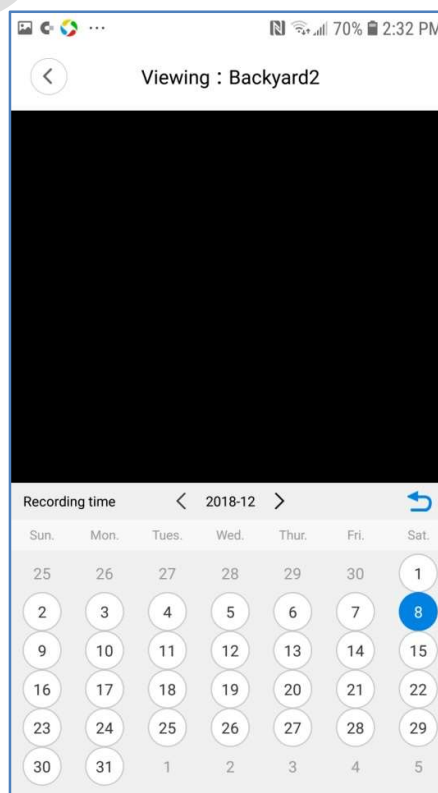 70% 2:32 PM
Viewing : Backyard2
Recording time < 2018-12 >
Sun. Mon. Tues. Wed. Thur. Fri. Sat.
25 26 27 28 29 30 1
2 3 4 5 6 7 8
9 10 11 12 13 14 15
16 17 18 19 20 21 22
23 24 25 26 27 28 29
30 31 1 2 3 4 5